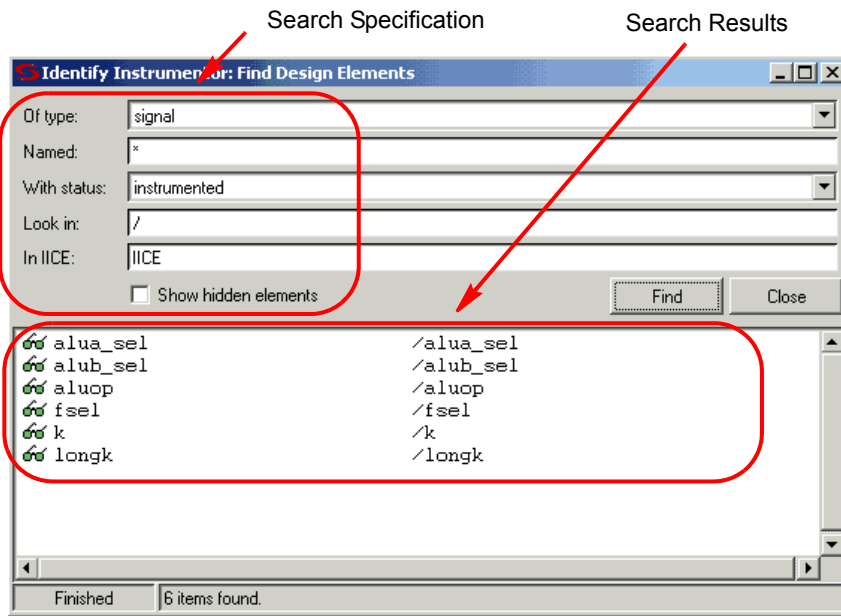 Search Specification
Search Results
Identify Instrumentor: Find Design Elements
Of type: signal
Named: *
With status: instrumented
Look in: /
In IICE: IICE
Show hidden elements Find Close
alua_sel /alua_sel
alub_sel /alub_sel
aluop /aluop
fsel /fsel
k /k
longk /longk
Finished 6 items found.